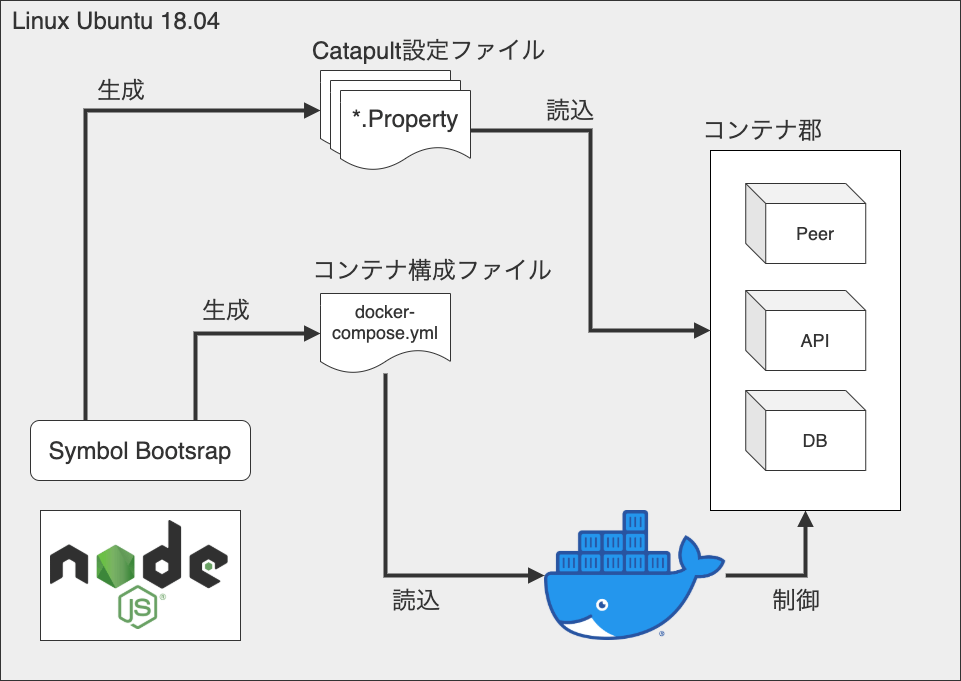 Linux Ubuntu 18.04
Catapult設定ファイル
生成
*.Property
読込
コンテナ郡
Peer
コンテナ構成ファイル
生成
docker-
compose.yml
API
DB
Symbol Bootsrap
node
JS
®
読込
制御
®